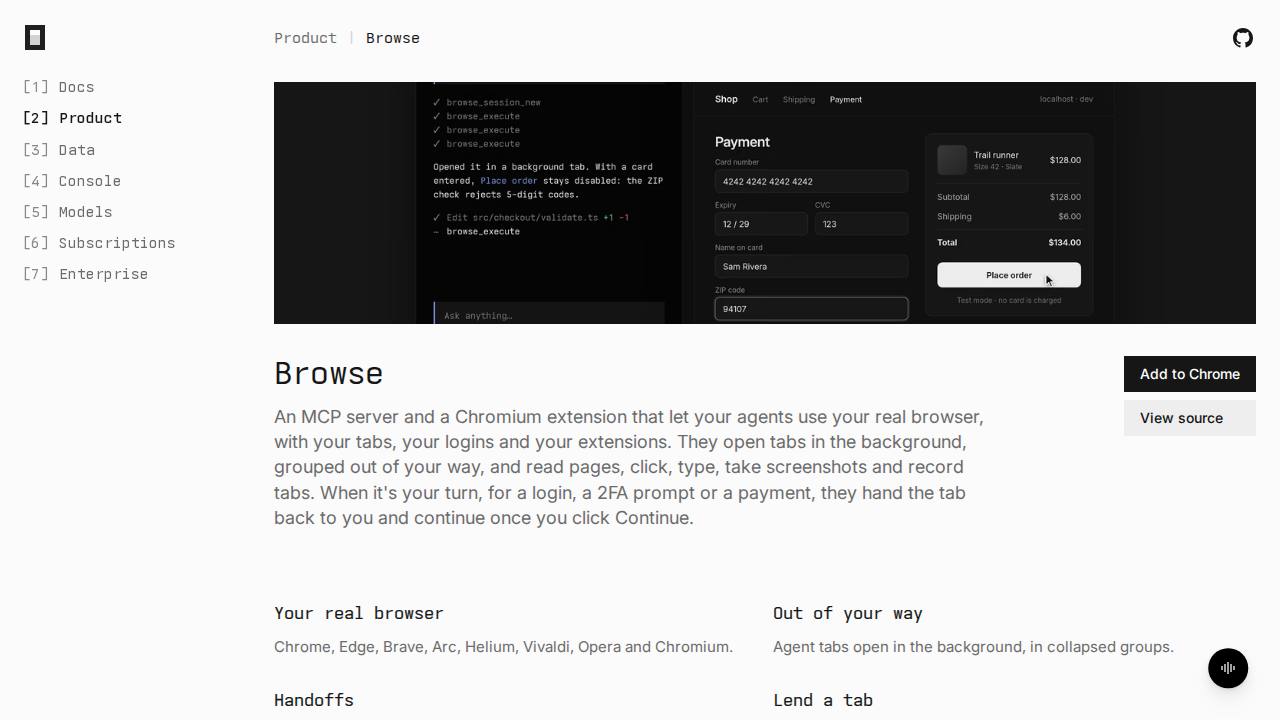 Product | Browse
[1] Docs
[2] Product
[3] Data
[4] Console
[5] Models
[6] Subscriptions
[7] Enterprise
✓ browse_session_new
✓ browse_execute
✓ browse_execute
✓ browse_execute
Opened it in a background tab. With a card
entered, Place order stays disabled: the ZIP
check rejects 5-digit codes.
✓ Edit src/checkout/validate.ts +1 -1
browse_execute
Ask anything…
Shop Cart Shipping Payment localhost · dev
Payment
Card number
4242 4242 4242 4242
Expiry CVC
12 / 29 123
Name on card
Sam Rivera
ZIP code
94107
Trail runner $128.00
Size 42 · Slate
Subtotal $128.00
Shipping $6.00
Total $134.00
Place order
Test mode · no card is charged
Browse
An MCP server and a Chromium extension that let your agents use your real browser,
with your tabs, your logins and your extensions. They open tabs in the background,
grouped out of your way, and read pages, click, type, take screenshots and record
tabs. When it's your turn, for a login, a 2FA prompt or a payment, they hand the tab
back to you and continue once you click Continue.
Add to Chrome
View source
Your real browser
Chrome, Edge, Brave, Arc, Helium, Vivaldi, Opera and Chromium.
Out of your way
Agent tabs open in the background, in collapsed groups.
Handoffs
Lend a tab